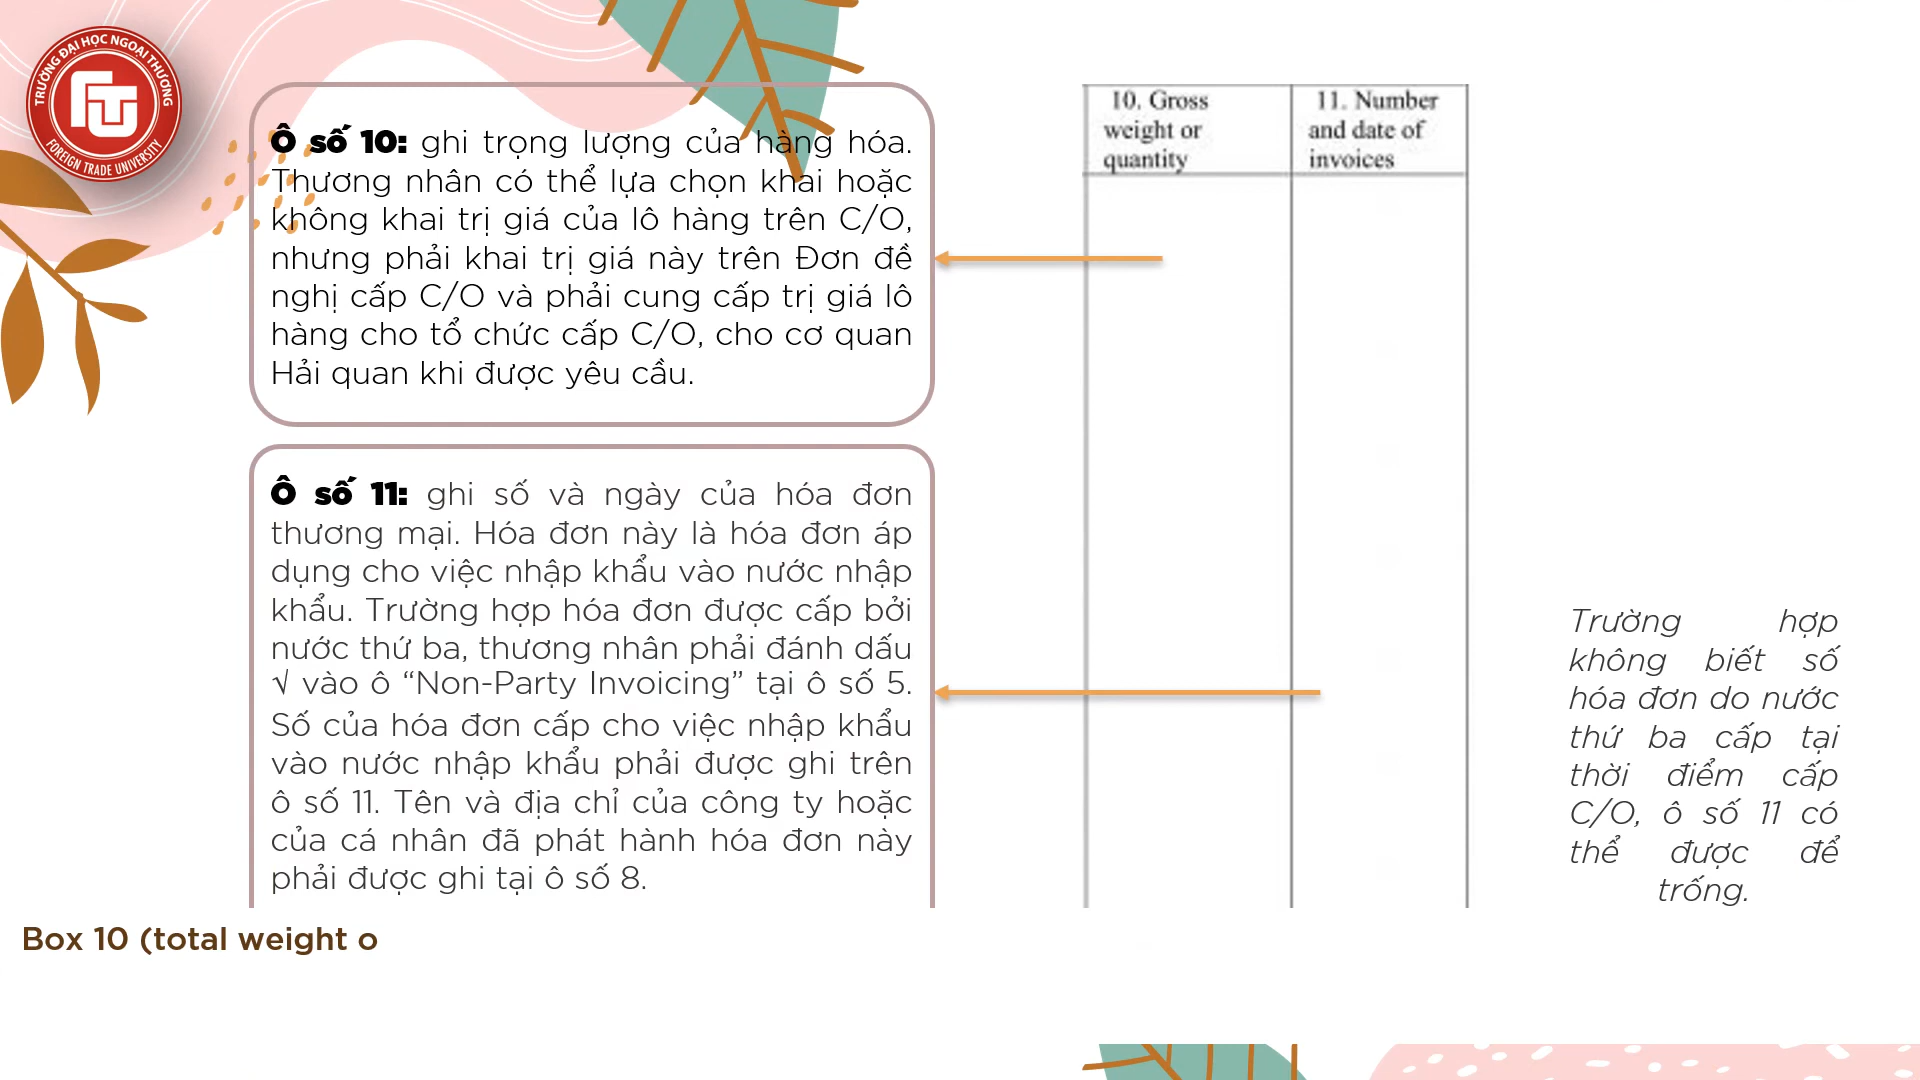 TRƯỜNG ĐẠI HỌC NGOẠI THƯƠNG
FOREIGN TRADE UNIVERSITY
Ô số 10: ghi trọng lượng của hàng hóa.
Thương nhân có thể lựa chọn khai hoặc
không khai trị giá của lô hàng trên C/O,
nhưng phải khai trị giá này trên Đơn đề
nghị cấp C/O và phải cung cấp trị giá lô
hàng cho tổ chức cấp C/O, cho cơ quan
Hải quan khi được yêu cầu.
Ô số 11: ghi số và ngày của hóa đơn
thương mại. Hóa đơn này là hóa đơn áp
dụng cho việc nhập khẩu vào nước nhập
khẩu. Trường hợp hóa đơn được cấp bởi
nước thứ ba, thương nhân phải đánh dấu
√ vào ô “Non-Party Invoicing” tại ô số 5.
Số của hóa đơn cấp cho việc nhập khẩu
vào nước nhập khẩu phải được ghi trên
ô số 11. Tên và địa chỉ của công ty hoặc
của cá nhân đã phát hành hóa đơn này
phải được ghi tại ô số 8.
10. Gross
weight or
quantity
11. Number
and date of
invoices
Trường hợp
không biết số
hóa đơn do nước
thứ ba cấp tại
thời điểm cấp
C/O, ô số 11 có
thể được để
trống.
Box 10 (total weight o